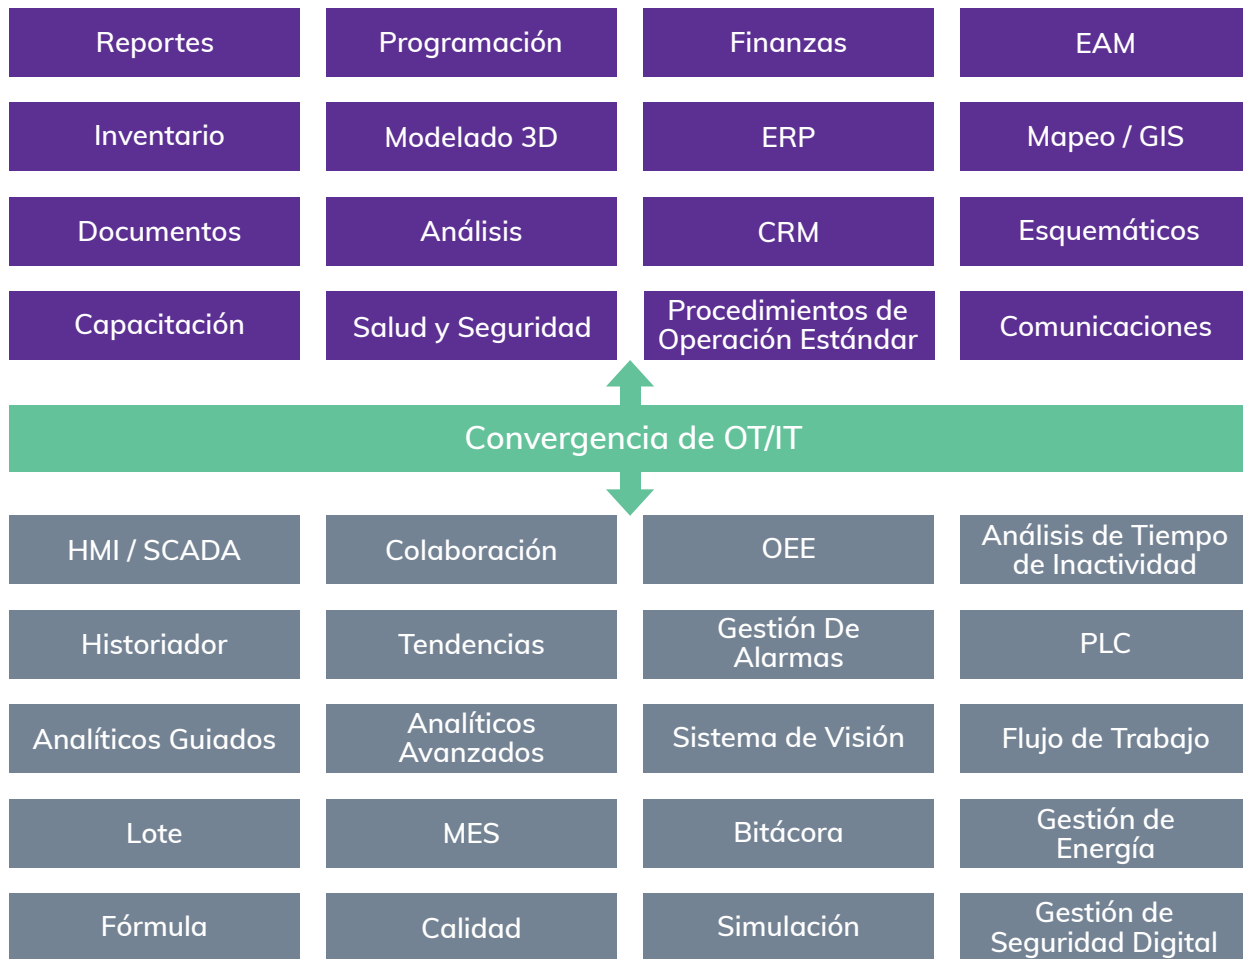 Reportes
Programación
Finanzas
EAM
Inventario
Modelado 3D
ERP
Mapeo / GIS
Documentos
Análisis
CRM
Esquemáticos
Capacitación
Salud y Seguridad
Procedimientos de
Operación Estándar
Comunicaciones
Convergencia de OT/IT
HMI / SCADA
Colaboración
OEE
Análisis de Tiempo
de Inactividad
Historiador
Tendencias
Gestión De
Alarmas
PLC
Analíticos Guiados
Analíticos
Avanzados
Sistema de Visión
Flujo de Trabajo
Lote
MES
Bitácora
Gestión de
Energía
Fórmula
Calidad
Simulación
Gestión de
Seguridad Digital